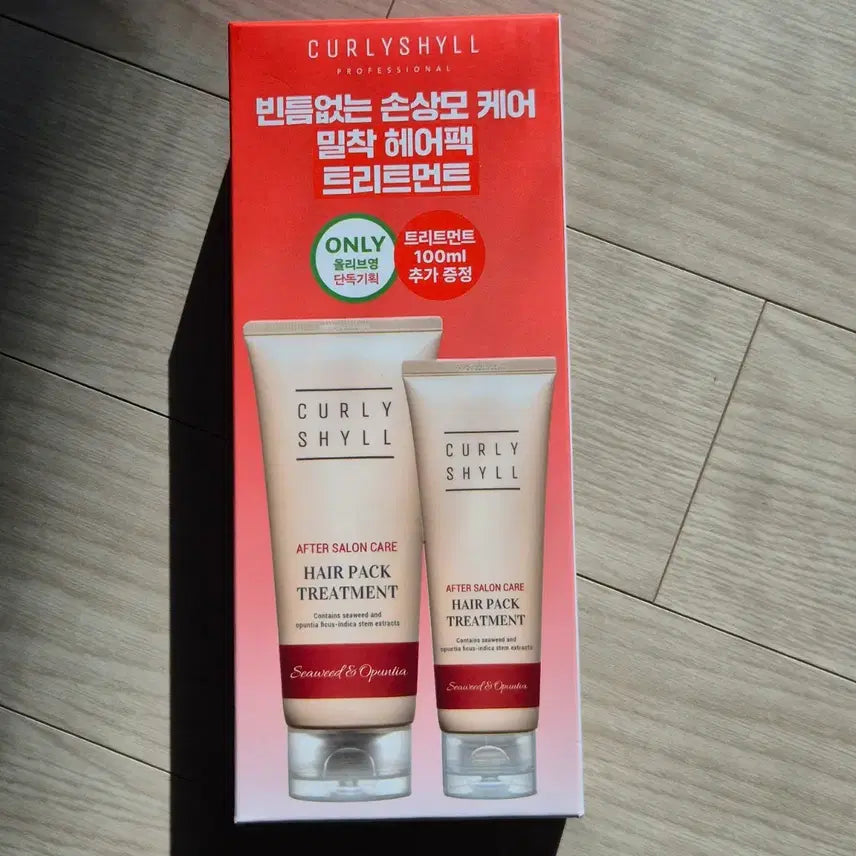 CURLYSHYLL
PROFESSIONAL
빈틈없는 손상모 케어
밀착 헤어팩
트리트먼트
ONLY
올리브영
단독기획
트리트먼트
100ml
추가 증정
CURLY
SHYLL
AFTER SALON CARE
HAIR PACK
TREATMENT
Contains seaweed and
opuntia ficus-indica stem extracts
Seaweed & Opuntia
CURLY
SHYLL
AFTER SALON CARE
HAIR PACK
TREATMENT
Contains seaweed and
opuntia ficus-indica stem extracts
Seaweed & Opuntia